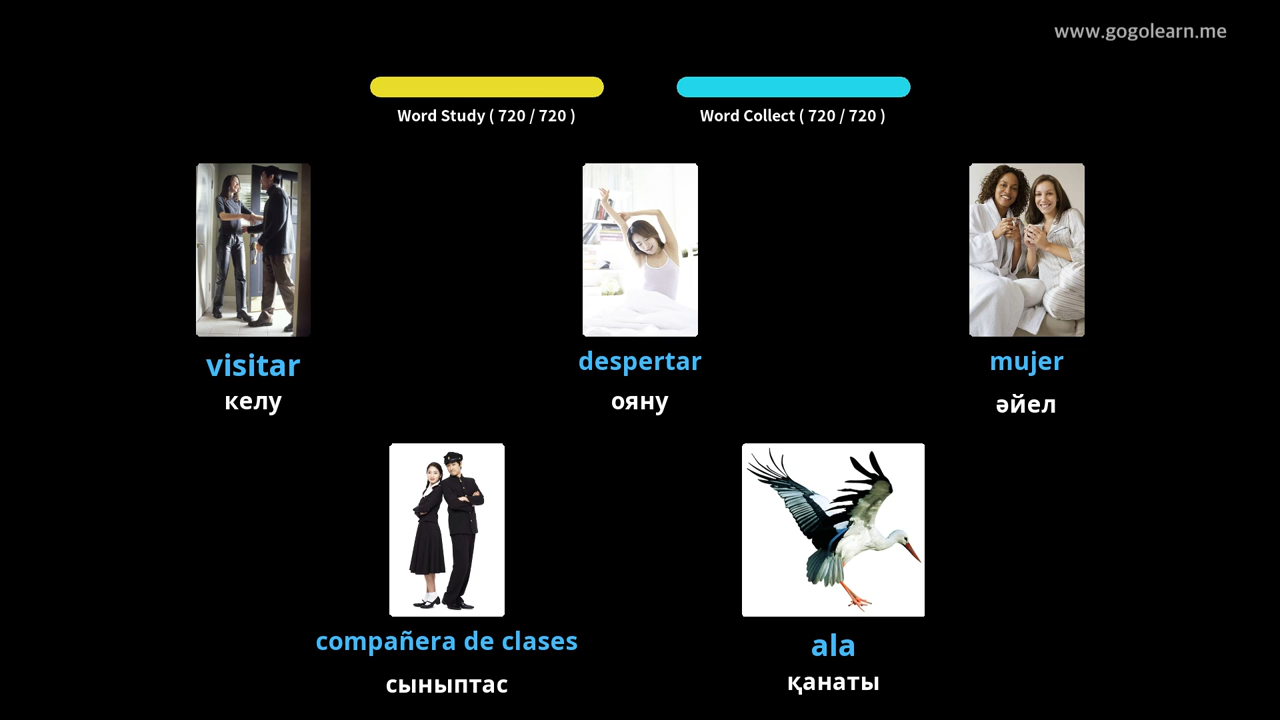 www.gogolearn.me
Word Study ( 720 / 720 )
Word Collect ( 720 / 720 )
visitar
келу
despertar
ояну
mujer
әйел
compañera de clases
сыныптас
ala
қанаты